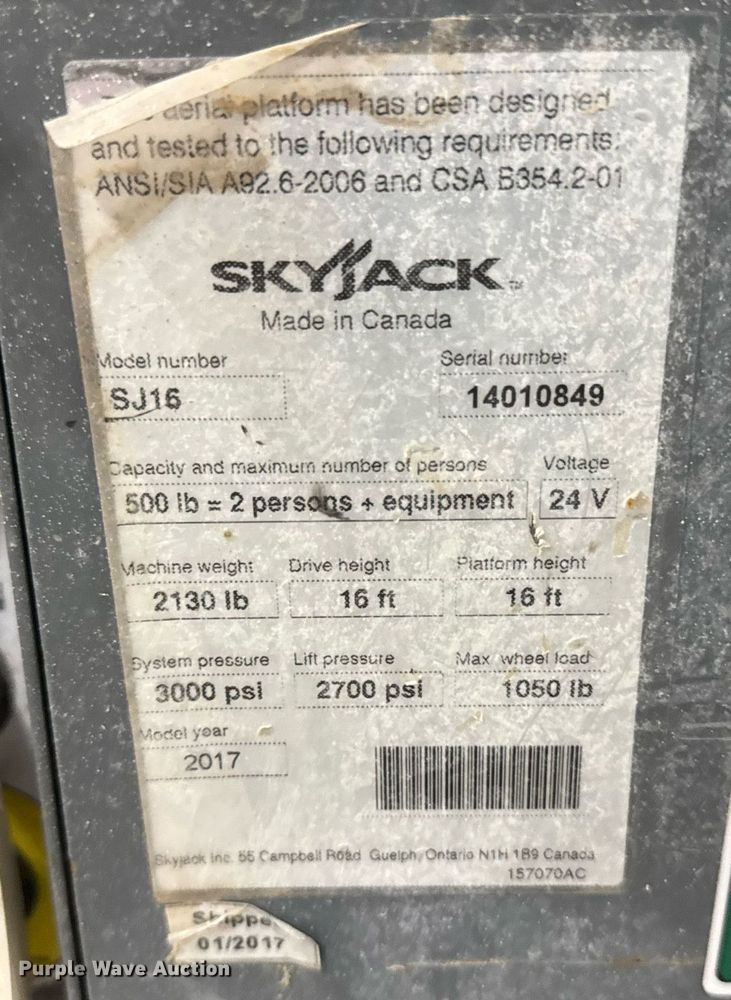 aerial platform has been designed
and tested to the following requirements:
ANSI/SIA A92.6-2006 and CSA B354.2-01
SKYJACK
Made in Canada
Model number Serial number
SJ16 14010849
Capacity and maximum number of persons Voltage
500 lb = 2 persons + equipment 24 V
Machine weight Drive height Platform height
2130 lb 16 ft 16 ft
System pressure Lift pressure Max wheel load
3000 psi 2700 psi 1050 lb
Model year
2017
Skyjack Inc. 55 Campbell Road Guelph, Ontario N1H 1B9 Canada
157070AC
Shippe
01/2017
Purple Wave Auction